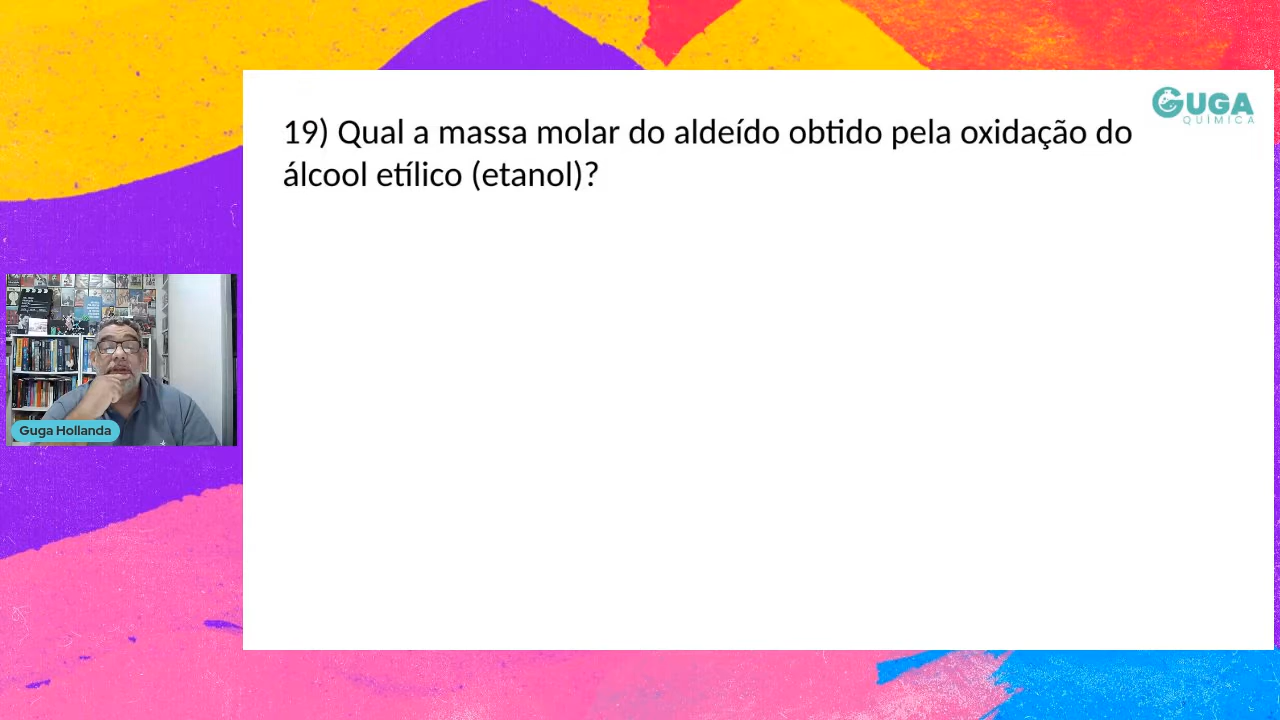 GUGA
QUÍMICA
19) Qual a massa molar do aldeído obtido pela oxidação do
álcool etílico (etanol)?
Guga Hollanda